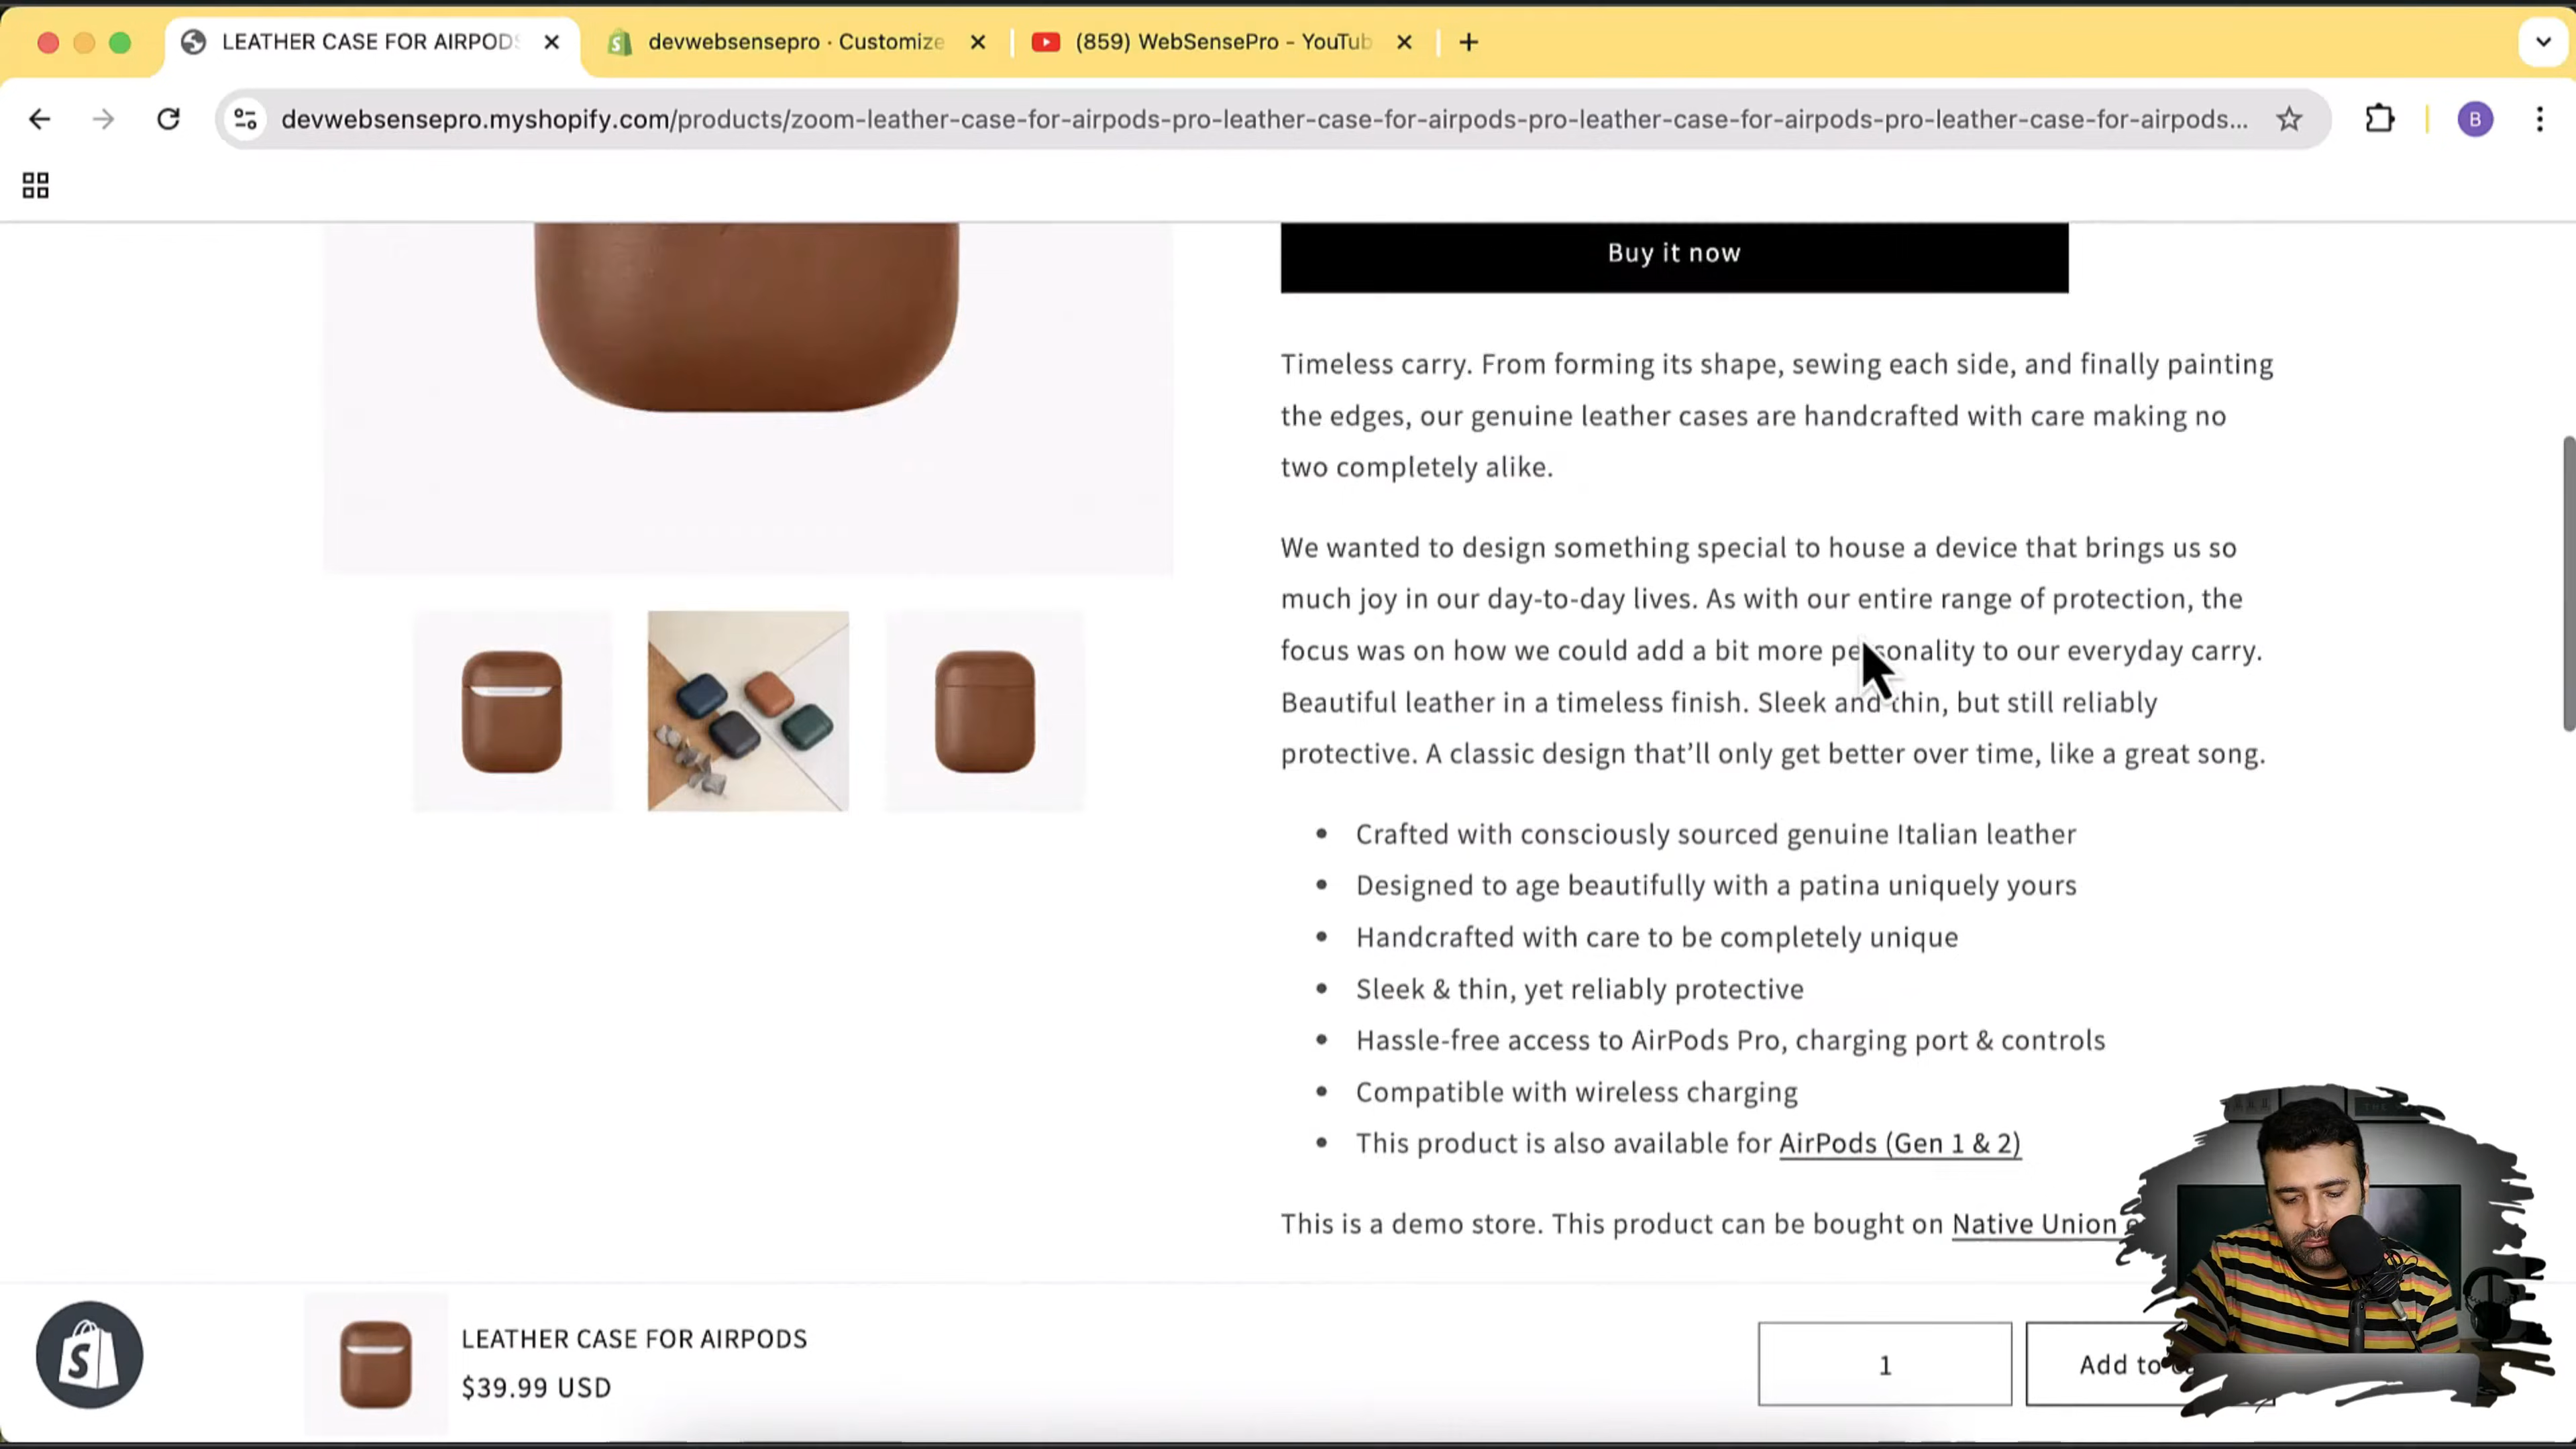 LEATHER CASE FOR AIRPODS
devwebsensepro · Customize
(859) WebSensePro - YouTub
devwebsensepro.myshopify.com/products/zoom-leather-case-for-airpods-pro-leather-case-for-airpods-pro-leather-case-for-airpods-pro-leather-case-for-airpods...
B
Buy it now
Timeless carry. From forming its shape, sewing each side, and finally painting
the edges, our genuine leather cases are handcrafted with care making no
two completely alike.
We wanted to design something special to house a device that brings us so
much joy in our day-to-day lives. As with our entire range of protection, the
focus was on how we could add a bit more personality to our everyday carry.
Beautiful leather in a timeless finish. Sleek and thin, but still reliably
protective. A classic design that’ll only get better over time, like a great song.
• Crafted with consciously sourced genuine Italian leather
• Designed to age beautifully with a patina uniquely yours
• Handcrafted with care to be completely unique
• Sleek & thin, yet reliably protective
• Hassle-free access to AirPods Pro, charging port & controls
• Compatible with wireless charging
• This product is also available for AirPods (Gen 1 & 2)
This is a demo store. This product can be bought on Native Union
LEATHER CASE FOR AIRPODS
$39.99 USD
1
Add to